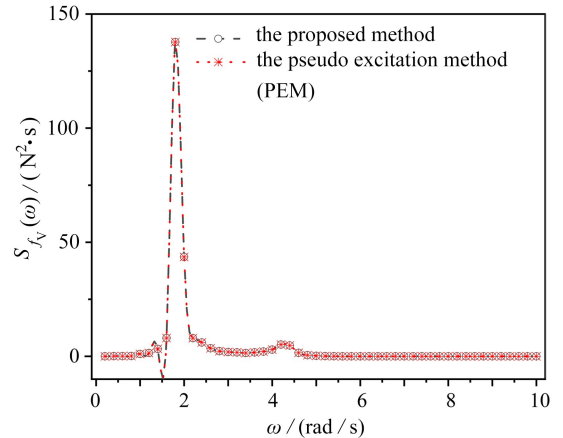 the proposed method
the pseudo excitation method
(PEM)
150
100
50
0
S_{f_V}(ω) / (N²•s)
0 2 4 6 8 10
ω / (rad / s)